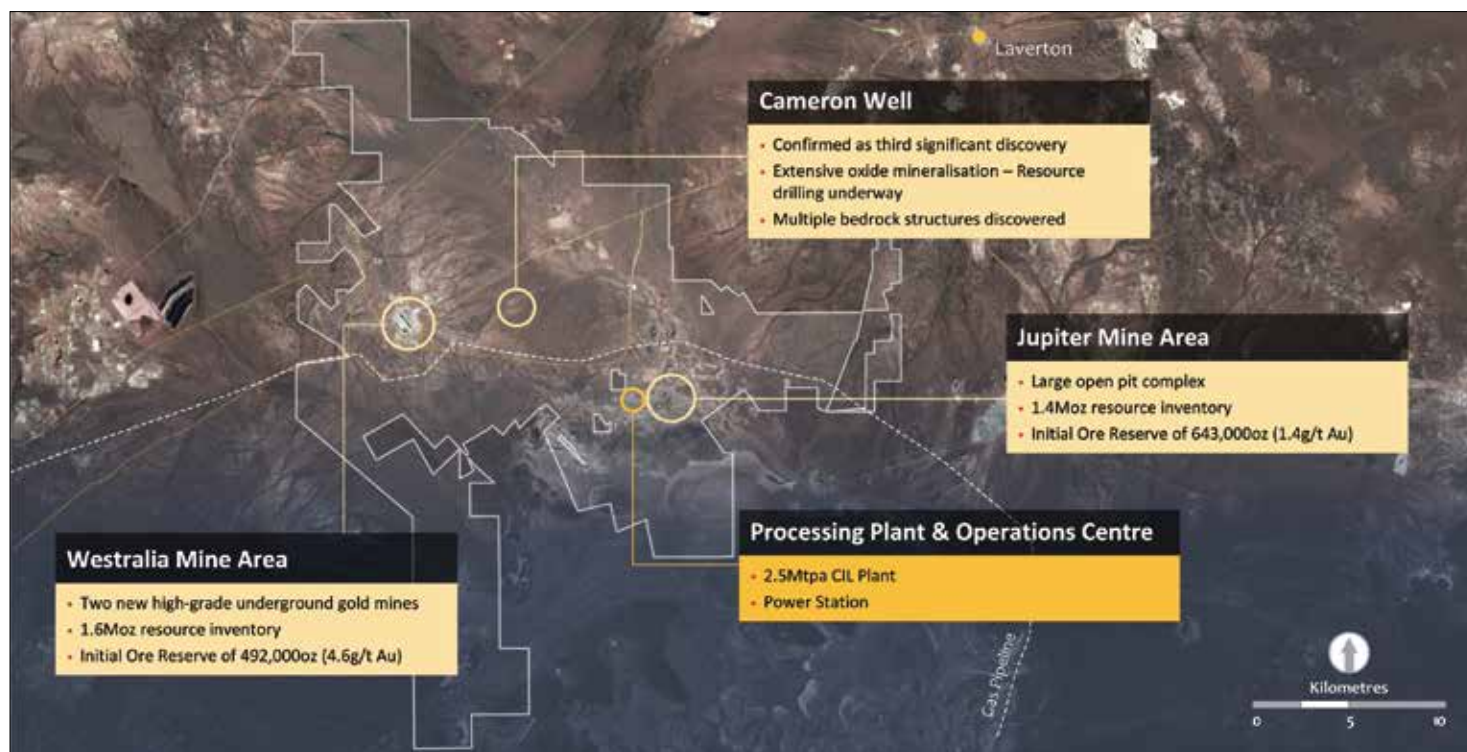 Laverton
Cameron Well
• Confirmed as third significant discovery
• Extensive oxide mineralisation – Resource
drilling underway
• Multiple bedrock structures discovered
Jupiter Mine Area
• Large open pit complex
• 1.4Moz resource inventory
• Initial Ore Reserve of 643,000oz (1.4g/t Au)
Processing Plant & Operations Centre
• 2.5Mtpa CIL Plant
• Power Station
Westralia Mine Area
• Two new high-grade underground gold mines
• 1.6Moz resource inventory
• Initial Ore Reserve of 492,000oz (4.6g/t Au)
Gas Pipeline
Kilometres
0 5 10